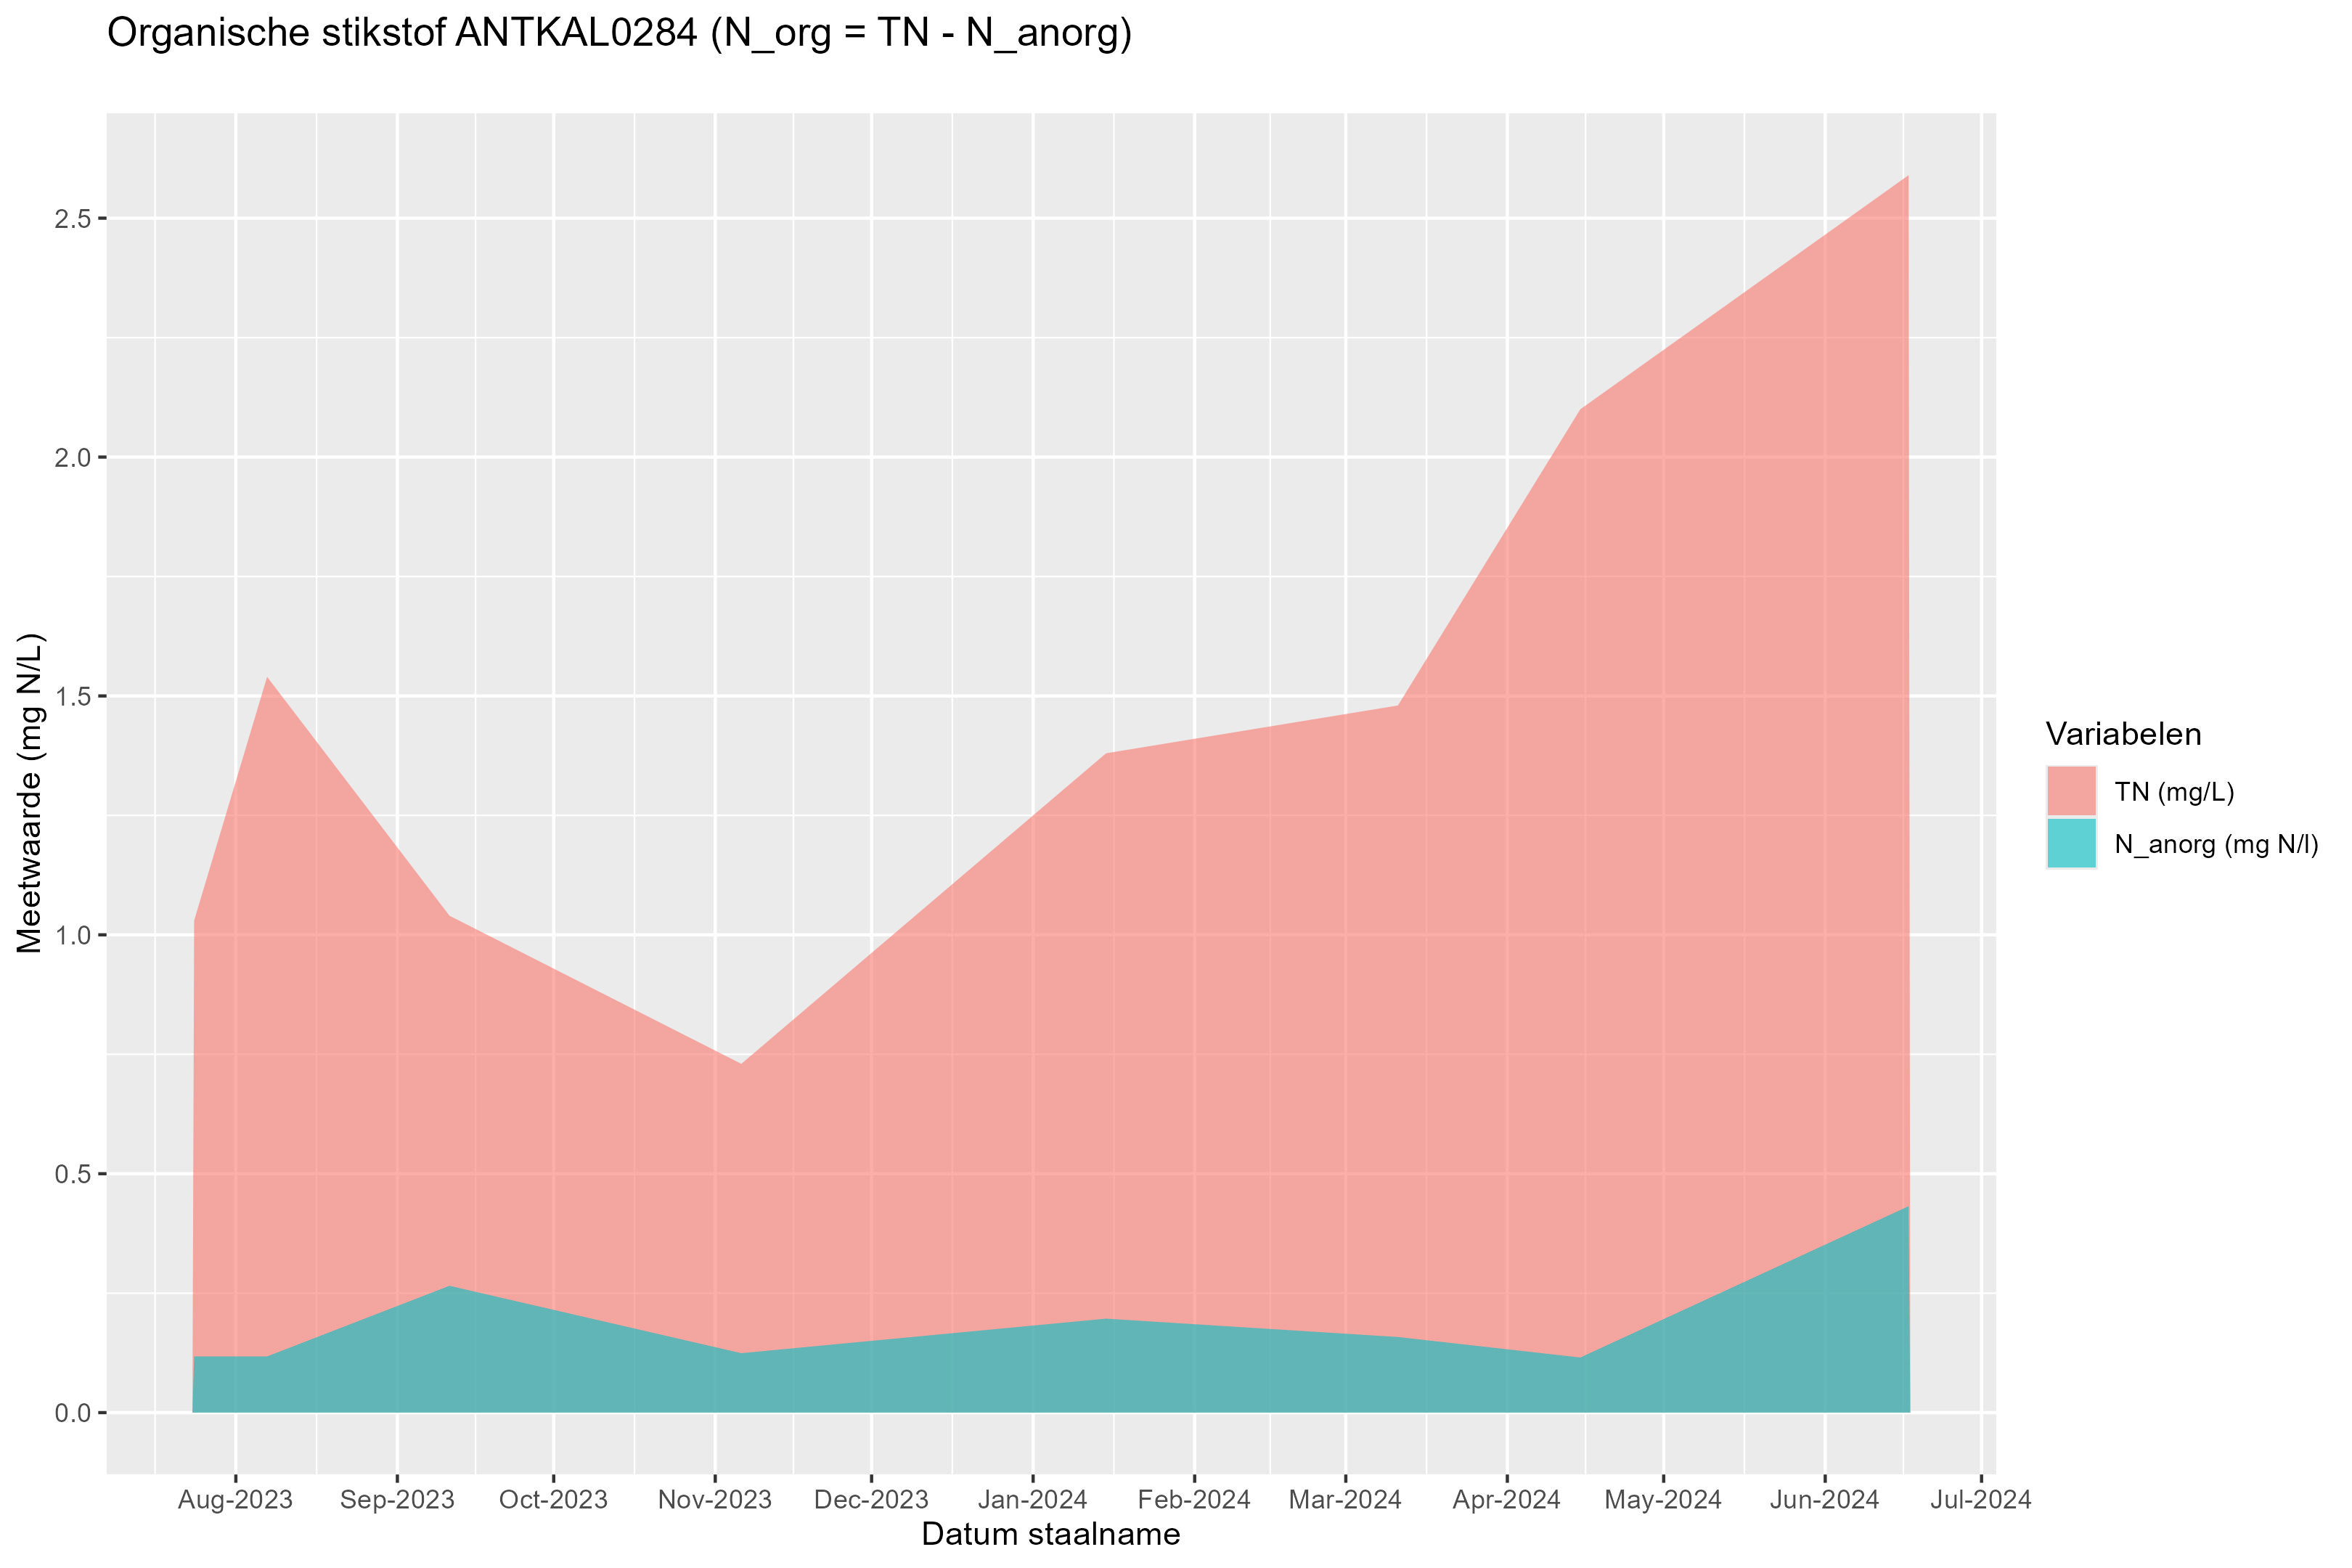 Organische stikstof ANTKAL0284 (N_org = TN - N_anorg)
Meetwaarde (mg N/L)
2.5
2.0
1.5
1.0
0.5
0.0
Aug-2023 Sep-2023 Oct-2023 Nov-2023 Dec-2023 Jan-2024 Feb-2024 Mar-2024 Apr-2024 May-2024 Jun-2024 Jul-2024
Datum staalname
Variabelen
TN (mg/L)
N_anorg (mg N/l)